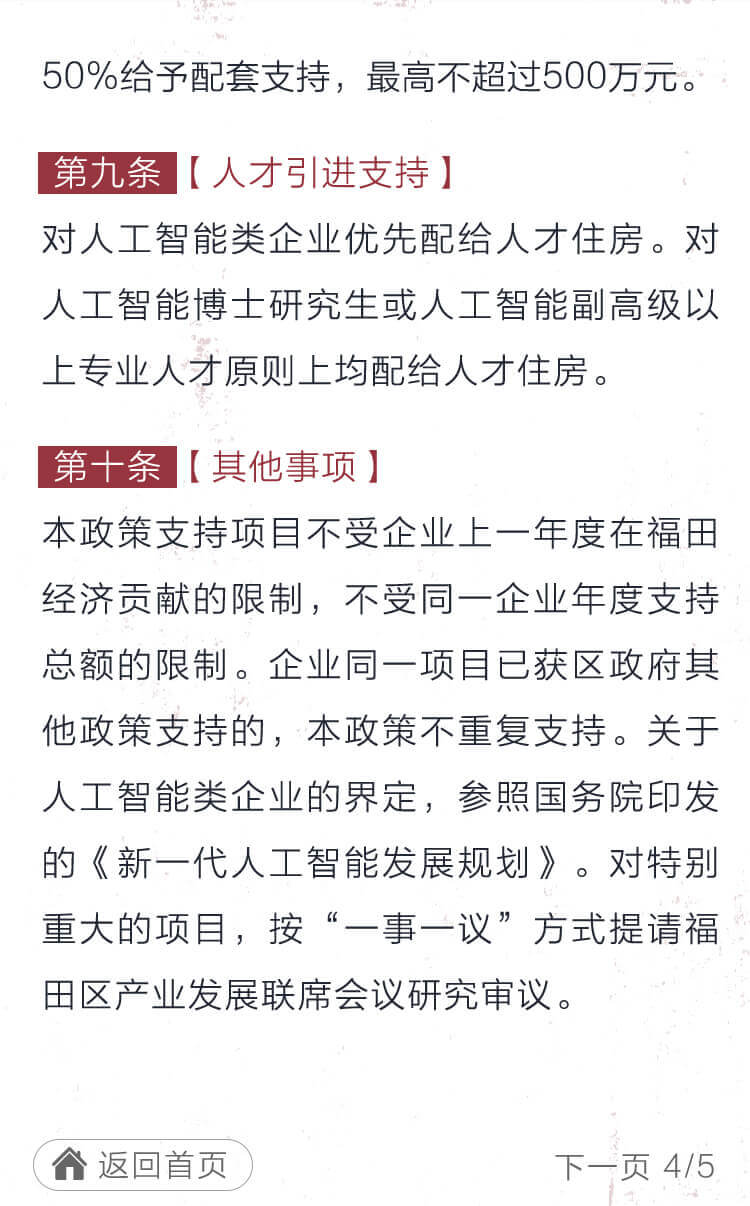 50%给予配套支持，最高不超过500万元。
第九条【人才引进支持】
对人工智能类企业优先配给人才住房。对
人工智能博士研究生或人工智能副高级以
上专业人才原则上均配给人才住房。
第十条【其他事项】
本政策支持项目不受企业上一年度在福田
经济贡献的限制，不受同一企业年度支持
总额的限制。企业同一项目已获区政府其
他政策支持的，本政策不重复支持。关于
人工智能类企业的界定，参照国务院印发
的《新一代人工智能发展规划》。对特别
重大的项目，按“一事一议”方式提请福
田区产业发展联席会议研究审议。
返回首页
下一页 4/5